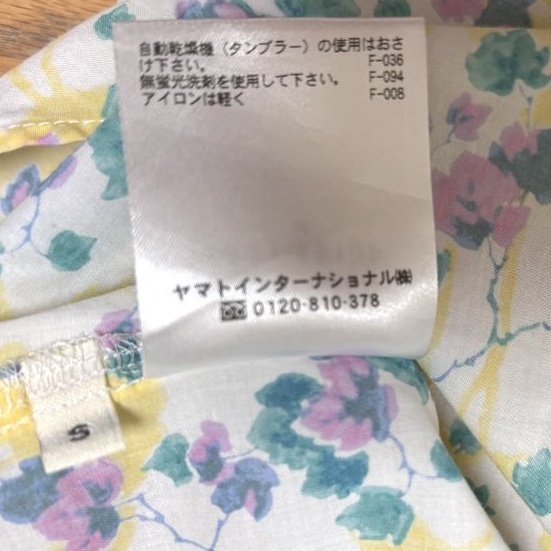 自動乾燥機（タンブラー）の使用はおさ
け下さい。 F-036
無蛍光洗剤を使用して下さい。 F-094
アイロンは軽く F-008
ヤマトインターナショナル㈱
0120-810-378
S